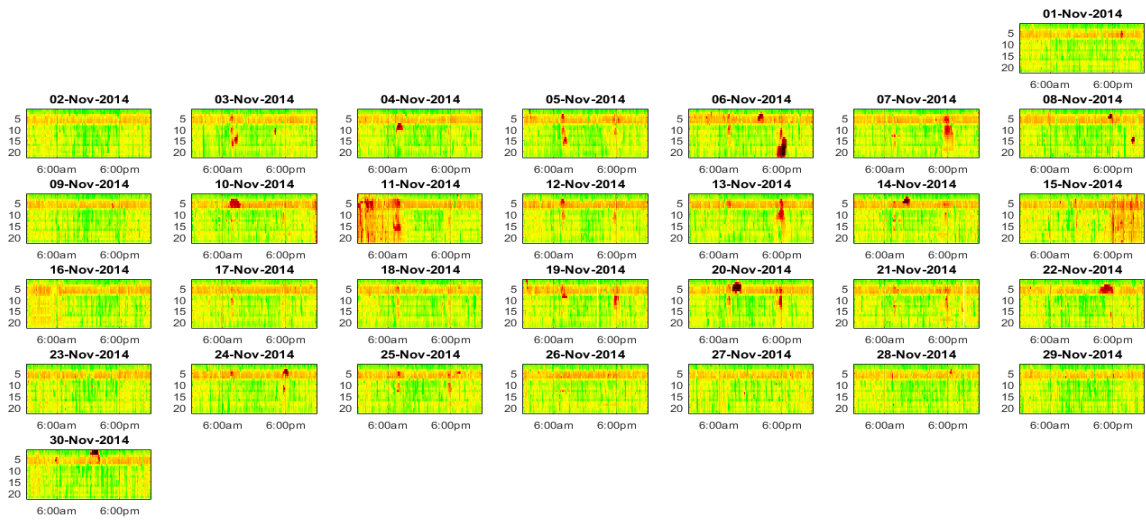 01-Nov-2014
5
10
15
20
6:00am 6:00pm
02-Nov-2014 03-Nov-2014 04-Nov-2014 05-Nov-2014 06-Nov-2014 07-Nov-2014 08-Nov-2014
5 5 5 5 5 5 5
10 10 10 10 10 10 10
15 15 15 15 15 15 15
20 20 20 20 20 20 20
6:00am 6:00pm 6:00am 6:00pm 6:00am 6:00pm 6:00am 6:00pm 6:00am 6:00pm 6:00am 6:00pm 6:00am 6:00pm
09-Nov-2014 10-Nov-2014 11-Nov-2014 12-Nov-2014 13-Nov-2014 14-Nov-2014 15-Nov-2014
5 5 5 5 5 5 5
10 10 10 10 10 10 10
15 15 15 15 15 15 15
20 20 20 20 20 20 20
6:00am 6:00pm 6:00am 6:00pm 6:00am 6:00pm 6:00am 6:00pm 6:00am 6:00pm 6:00am 6:00pm 6:00am 6:00pm
16-Nov-2014 17-Nov-2014 18-Nov-2014 19-Nov-2014 20-Nov-2014 21-Nov-2014 22-Nov-2014
5 5 5 5 5 5 5
10 10 10 10 10 10 10
15 15 15 15 15 15 15
20 20 20 20 20 20 20
6:00am 6:00pm 6:00am 6:00pm 6:00am 6:00pm 6:00am 6:00pm 6:00am 6:00pm 6:00am 6:00pm 6:00am 6:00pm
23-Nov-2014 24-Nov-2014 25-Nov-2014 26-Nov-2014 27-Nov-2014 28-Nov-2014 29-Nov-2014
5 5 5 5 5 5 5
10 10 10 10 10 10 10
15 15 15 15 15 15 15
20 20 20 20 20 20 20
6:00am 6:00pm 6:00am 6:00pm 6:00am 6:00pm 6:00am 6:00pm 6:00am 6:00pm 6:00am 6:00pm 6:00am 6:00pm
30-Nov-2014
5
10
15
20
6:00am 6:00pm